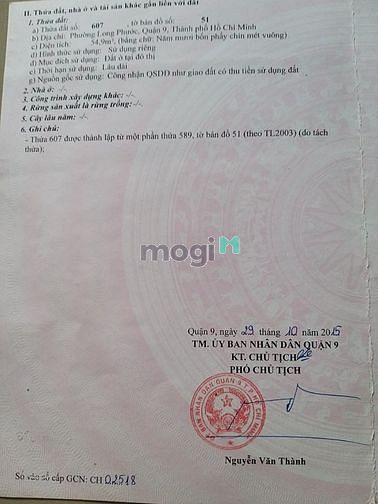 II. Thửa đất, nhà ở và tài sản khác gắn liền với đất
1. Thửa đất:
a) Thửa đất số: 607, tờ bản đồ số: 51
b) Địa chỉ: Phường Long Phước, Quận 9, Thành phố Hồ Chí Minh
c) Diện tích: 54,9m², (bằng chữ: Năm mươi bốn phẩy chín mét vuông)
d) Hình thức sử dụng: Sử dụng riêng
đ) Mục đích sử dụng: Đất ở tại đô thị
e) Thời hạn sử dụng: Lâu dài
g) Nguồn gốc sử dụng: Công nhận QSDĐ như giao đất có thu tiền sử dụng đất
2. Nhà ở: -/-
3. Công trình xây dựng khác: -/-
4. Rừng sản xuất là rừng trồng: -/-
5. Cây lâu năm: -/-
6. Ghi chú:
- Thửa 607 được thành lập từ một phần thửa 589, tờ bản đồ 51 (theo TL2003) (do tách
thửa);
mogi
Quận 9, ngày 29 tháng 10 năm 2015
TM. ỦY BAN NHÂN DÂN QUẬN 9
KT. CHỦ TỊCH
PHÓ CHỦ TỊCH
Nguyễn Văn Thành
Số vào sổ cấp GCN: CH 02518